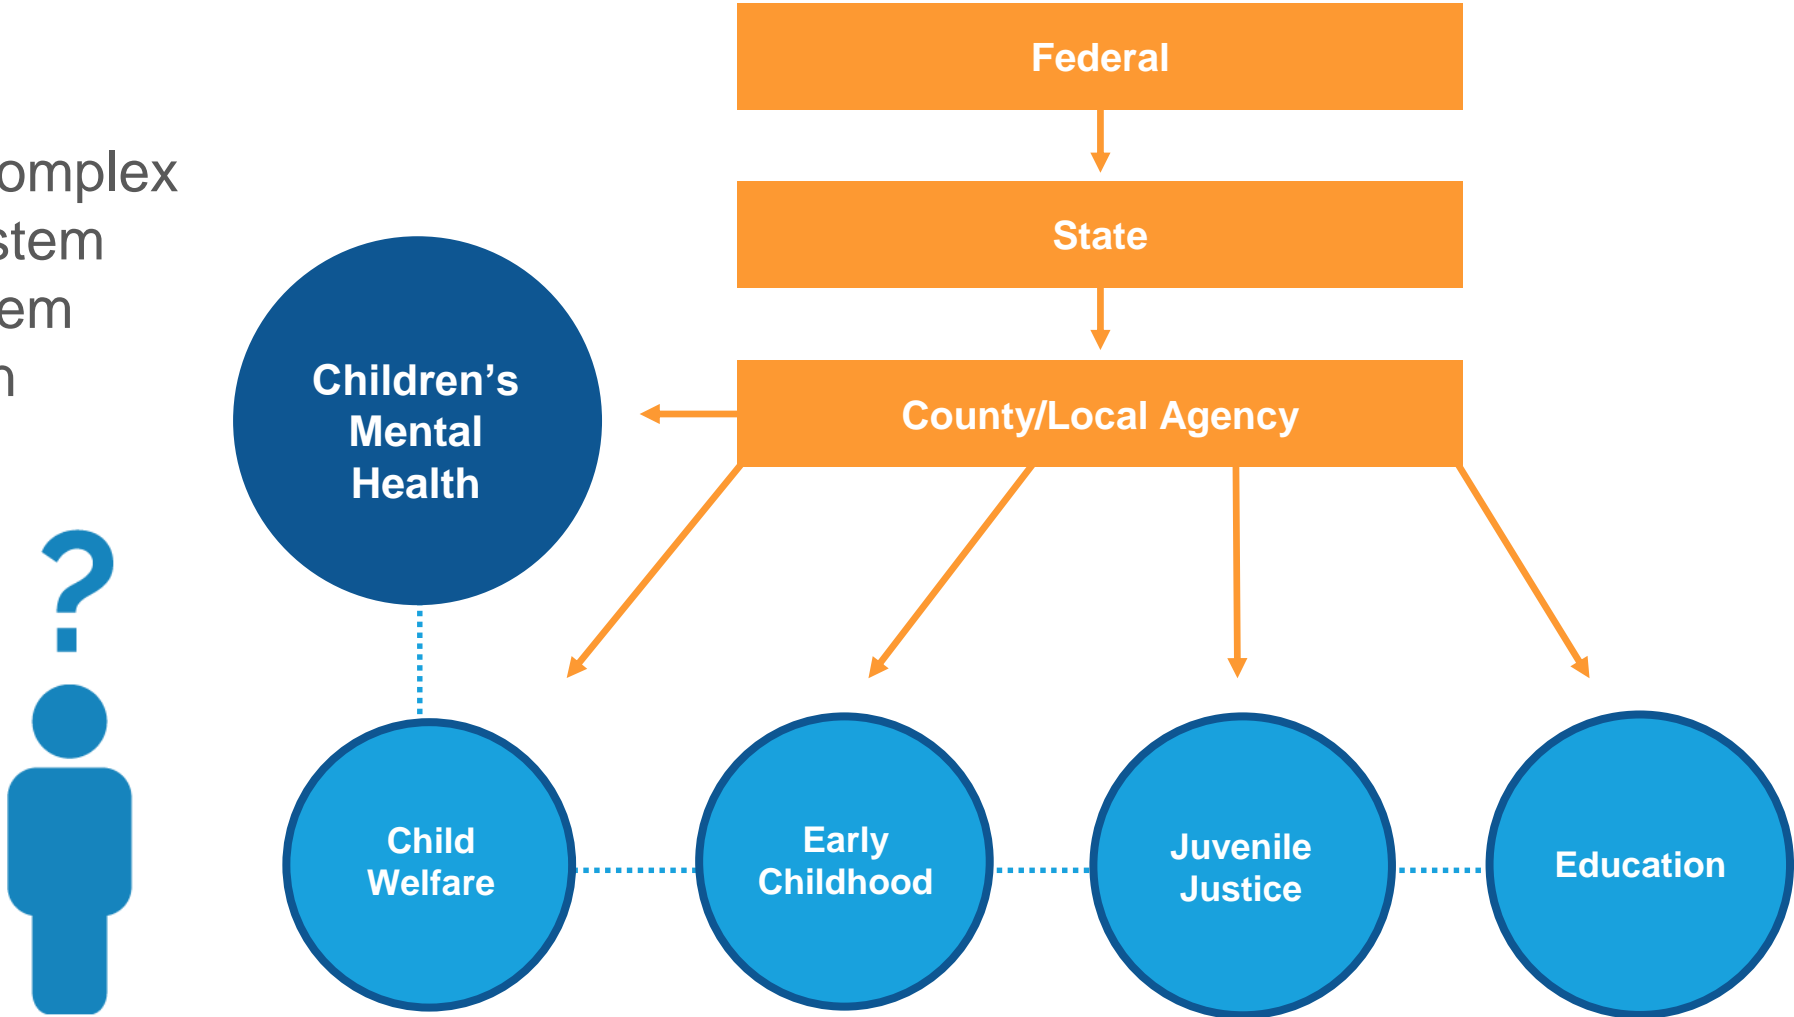 Federal
omplex
State
stem
em
n
Children’s
Mental
Health
County/Local Agency
?
Child
Welfare
Early
Childhood
Juvenile
Justice
Education